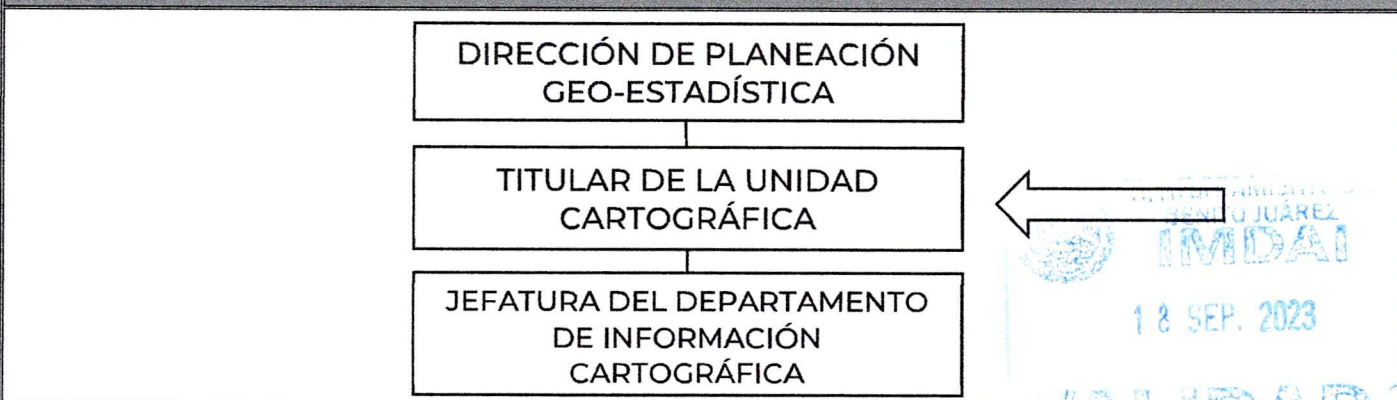 DIRECCIÓN DE PLANEACIÓN
GEO-ESTADÍSTICA
TITULAR DE LA UNIDAD
CARTOGRÁFICA
BENITO JUÁREZ
IMDAI
18 SEP. 2023
JEFATURA DEL DEPARTAMENTO
DE INFORMACIÓN
CARTOGRÁFICA